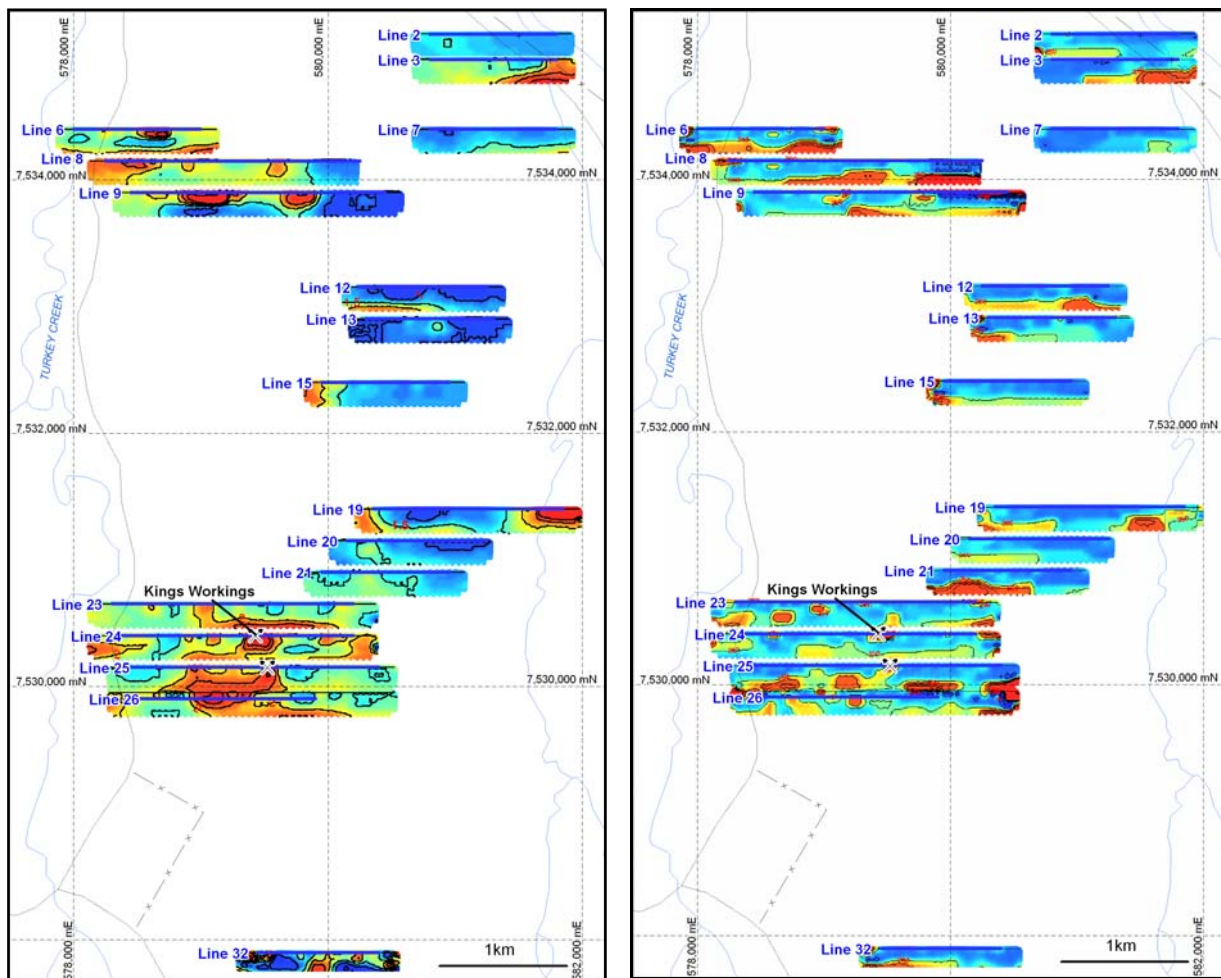 578,000 mE
580,000 mE
Line 2
Line 3
Line 6
Line 7
Line 8
7,534,000 mN
7,534,000 mN
Line 9
TURKEY CREEK
Line 12
Line 13
Line 15
7,532,000 mN
7,532,000 mN
Line 19
Line 20
Line 21
Kings Workings
Line 23
Line 24
Line 25
7,530,000 mN
7,530,000 mN
Line 26
Line 32
1km
578,000 mE
582,000 mE
578,000 mE
580,000 mE
Line 2
Line 3
Line 6
Line 7
Line 8
7,534,000 mN
7,534,000 mN
Line 9
TURKEY CREEK
Line 12
Line 13
Line 15
7,532,000 mN
7,532,000 mN
Line 19
Line 20
Line 21
Kings Workings
Line 23
Line 24
Line 25
7,530,000 mN
7,530,000 mN
Line 26
Line 32
1km
578,000 mE
582,000 mE